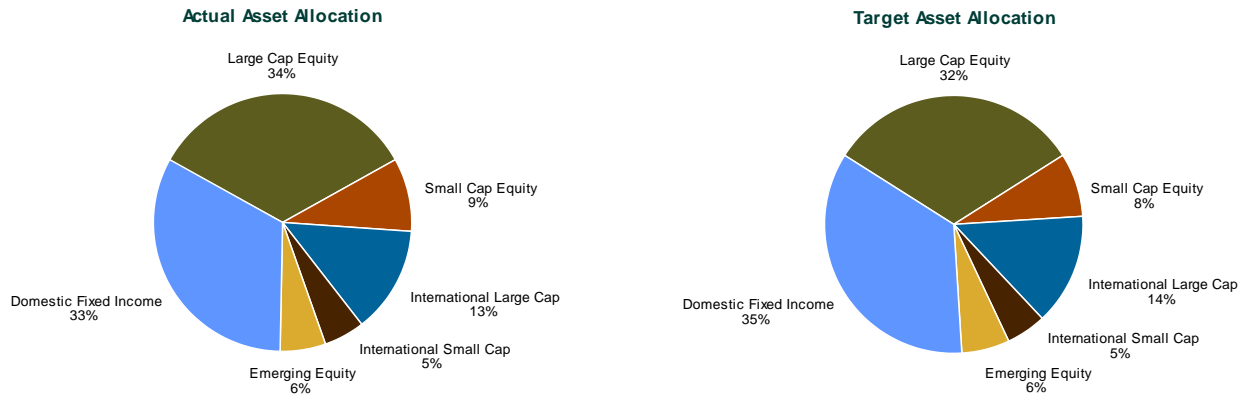 Actual Asset Allocation
Large Cap Equity
34%
Small Cap Equity
9%
International Large Cap
13%
International Small Cap
5%
Emerging Equity
6%
Domestic Fixed Income
33%
Target Asset Allocation
Large Cap Equity
32%
Small Cap Equity
8%
International Large Cap
14%
International Small Cap
5%
Emerging Equity
6%
Domestic Fixed Income
35%